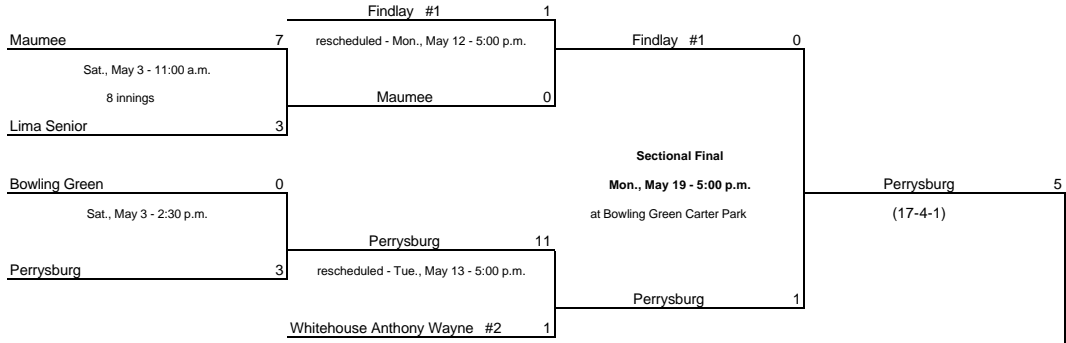 Findlay #1 1
Maumee 7
rescheduled - Mon., May 12 - 5:00 p.m.
Findlay #1 0
Sat., May 3 - 11:00 a.m.
8 innings
Maumee 0
Lima Senior 3
Sectional Final
Bowling Green 0
Mon., May 19 - 5:00 p.m.
Perrysburg 5
Sat., May 3 - 2:30 p.m.
at Bowling Green Carter Park
(17-4-1)
Perrysburg 11
Perrysburg 3
rescheduled - Tue., May 13 - 5:00 p.m.
Perrysburg 1
Whitehouse Anthony Wayne #2 1